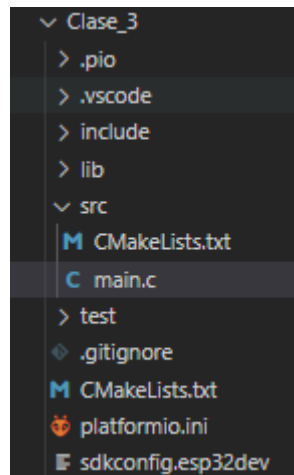 Clase_3
.pio
.vscode
include
lib
src
CMakeLists.txt
main.c
test
.gitignore
CMakeLists.txt
platformio.ini
sdkconfig.esp32dev